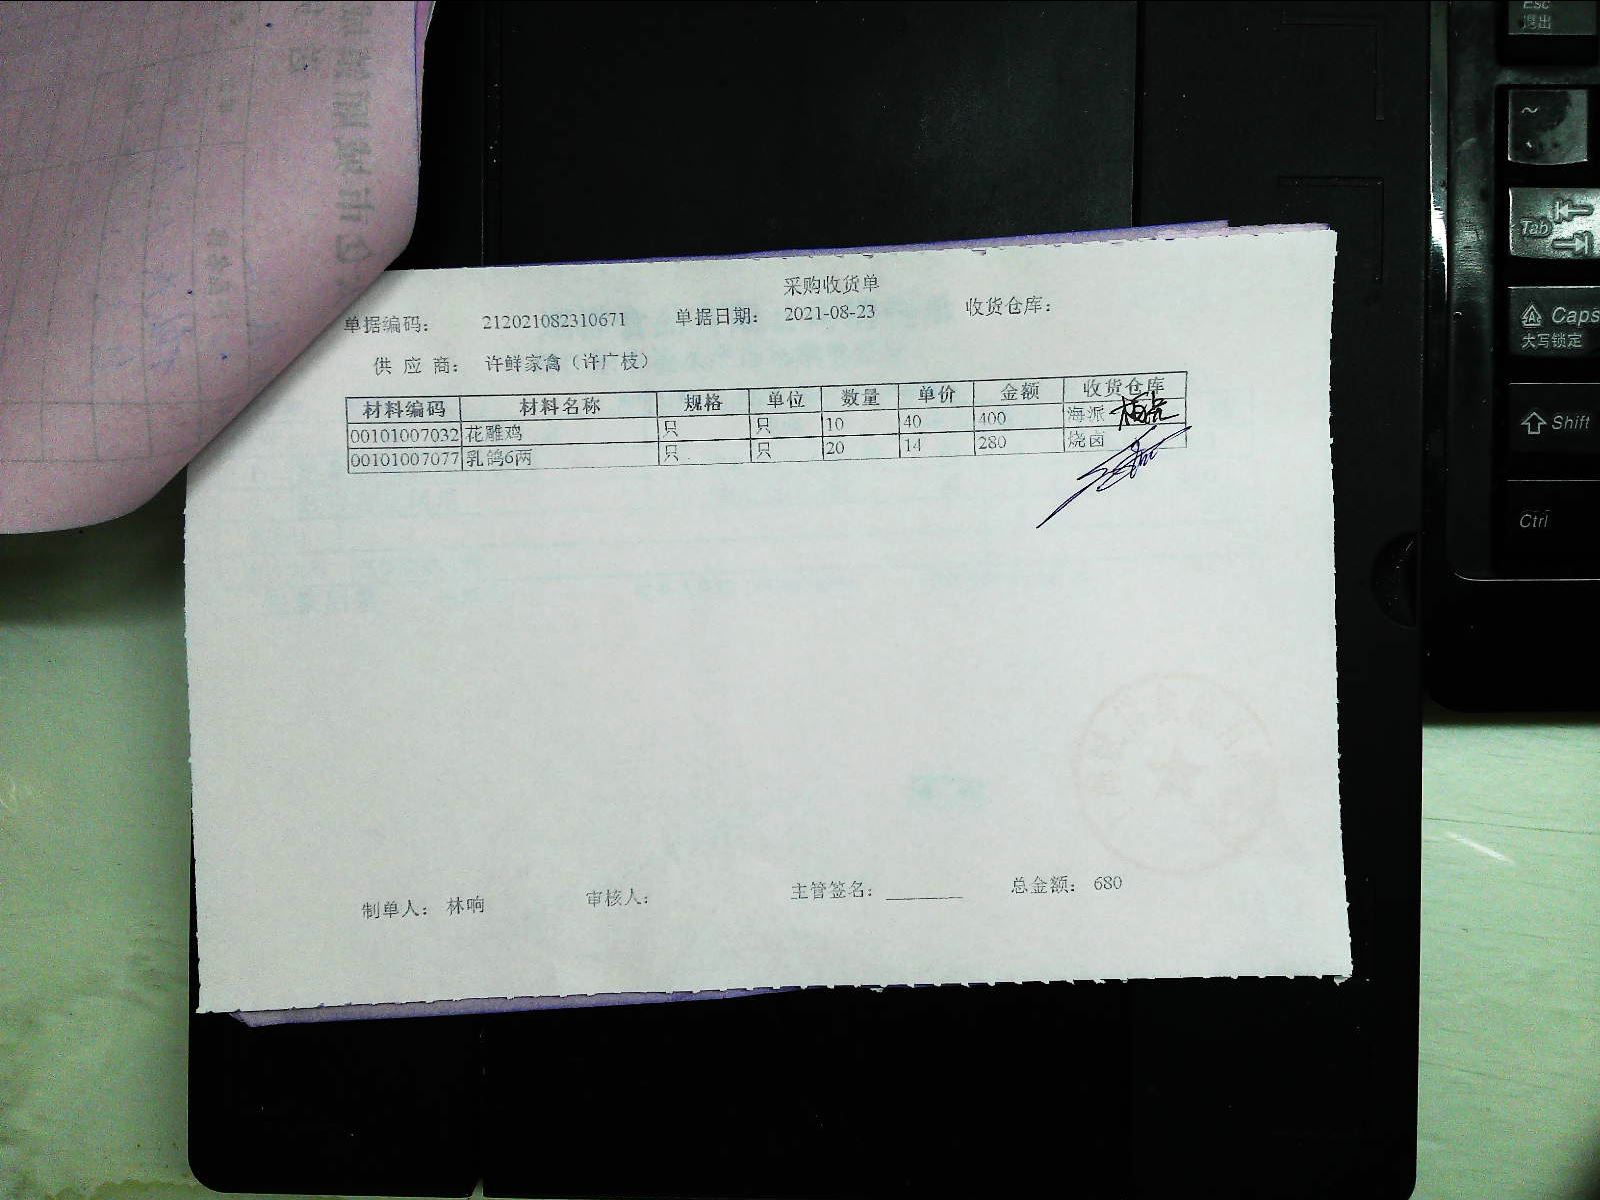 采购收货单
单据编码： 212021082310671 单据日期： 2021-08-23 收货仓库：
供 应 商： 许鲜家禽（许广枝）
材料编码 材料名称 规格 单位 数量 单价 金额 收货仓库
00101007032 花雕鸡 只 只 10 40 400 海派
00101007077 乳鸽6两 只 只 20 14 280 烧卤
制单人： 林响 审核人： 主管签名：_______ 总金额： 680
Esc
退出
~
Tab
Caps
大写锁定
Shift
Ctrl